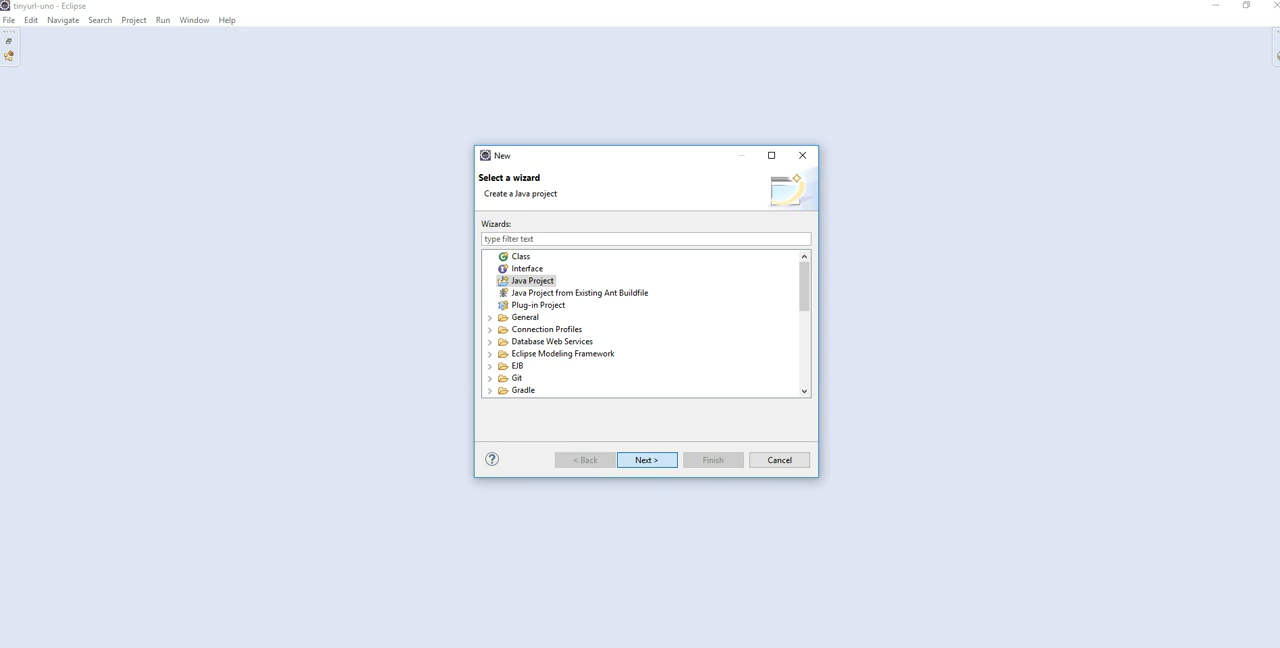 tinyurl-uno - Eclipse
File Edit Navigate Search Project Run Window Help
New
Select a wizard
Create a Java project
Wizards:
type filter text
Class
Interface
Java Project
Java Project from Existing Ant Buildfile
Plug-in Project
General
Connection Profiles
Database Web Services
Eclipse Modeling Framework
EJB
Git
Gradle
< Back Next > Finish Cancel